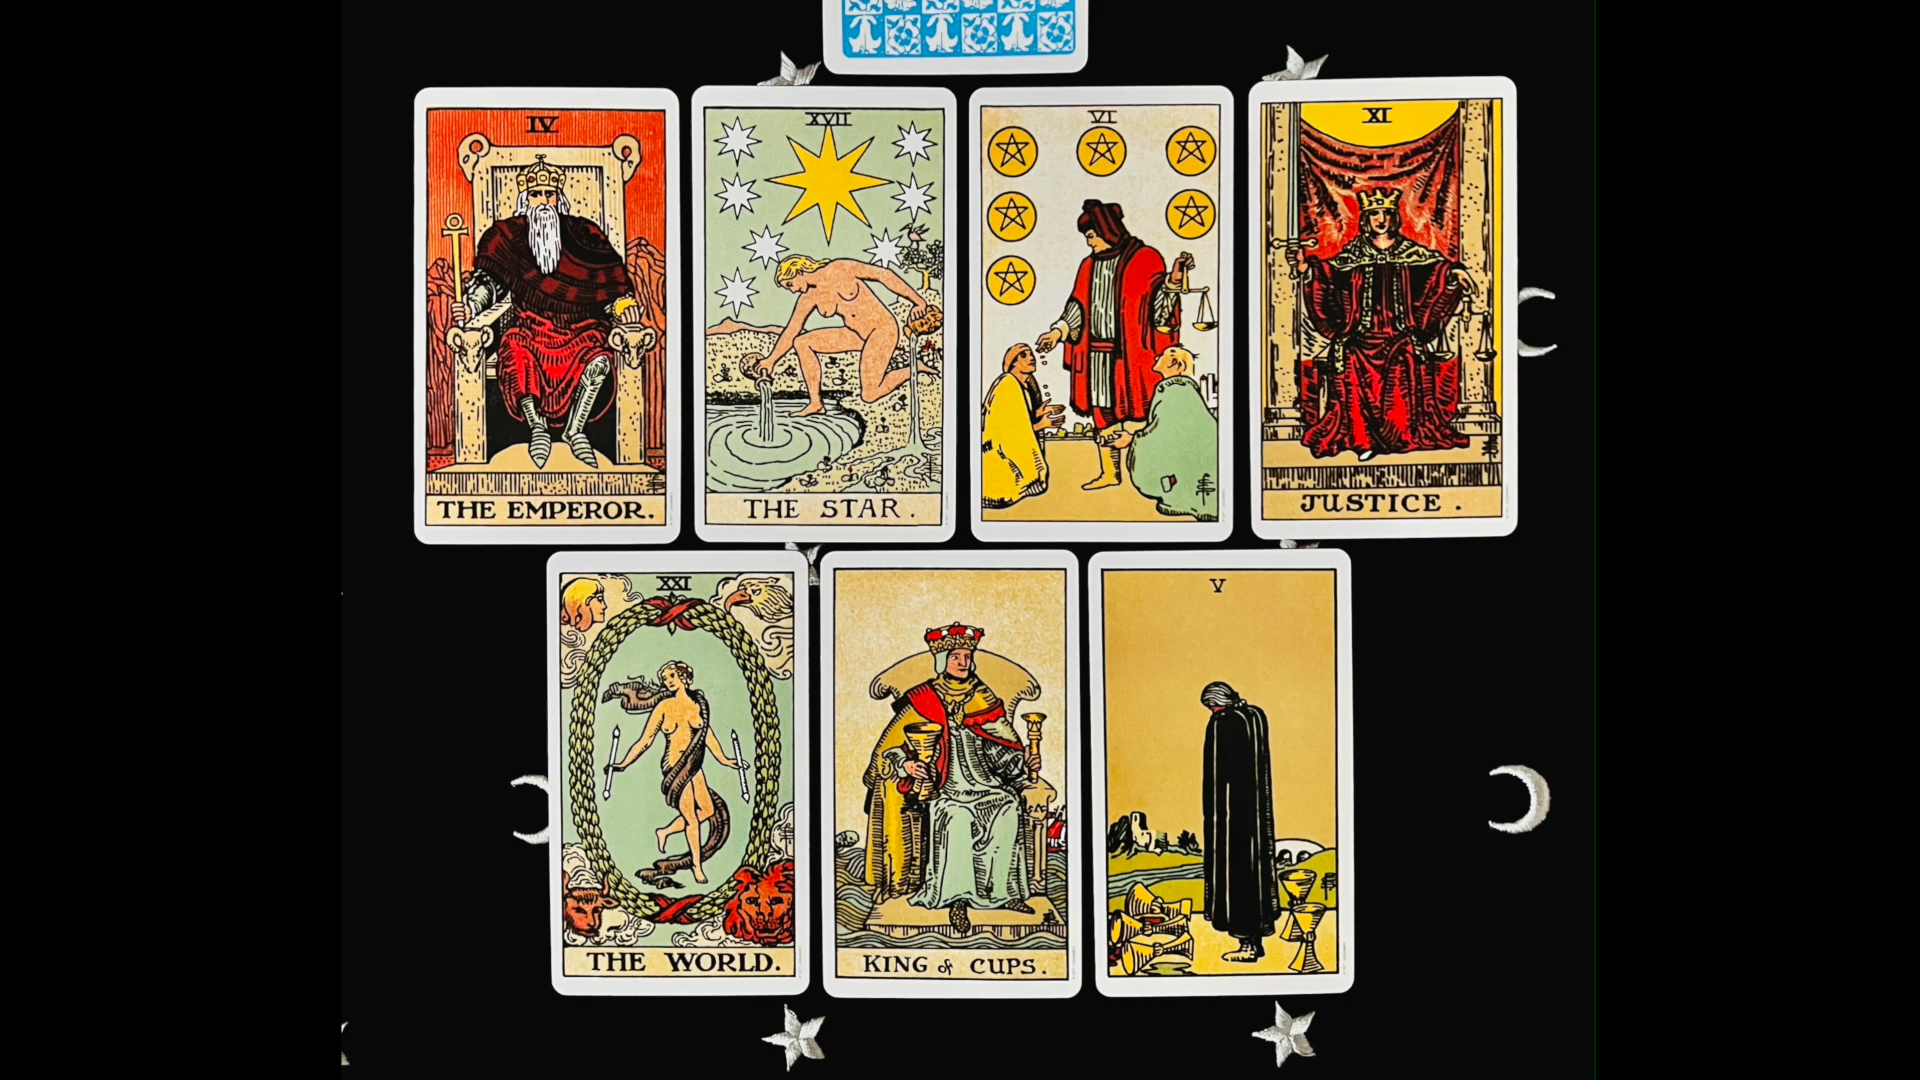 IV
THE EMPEROR.
XVII
THE STAR.
VI
XI
JUSTICE.
XXI
THE WORLD.
KING of CUPS.
V